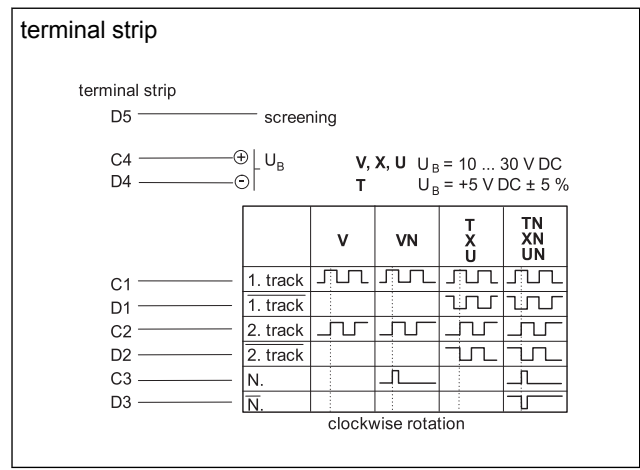 terminal strip
terminal strip
D5 screening
C4 + U_B V, X, U U_B = 10 ... 30 V DC
D4 - T U_B = +5 V DC ± 5 %
V VN T X U TN XN UN
C1 1. track
D1 1. track
C2 2. track
D2 2. track
C3 N.
D3 N.
clockwise rotation